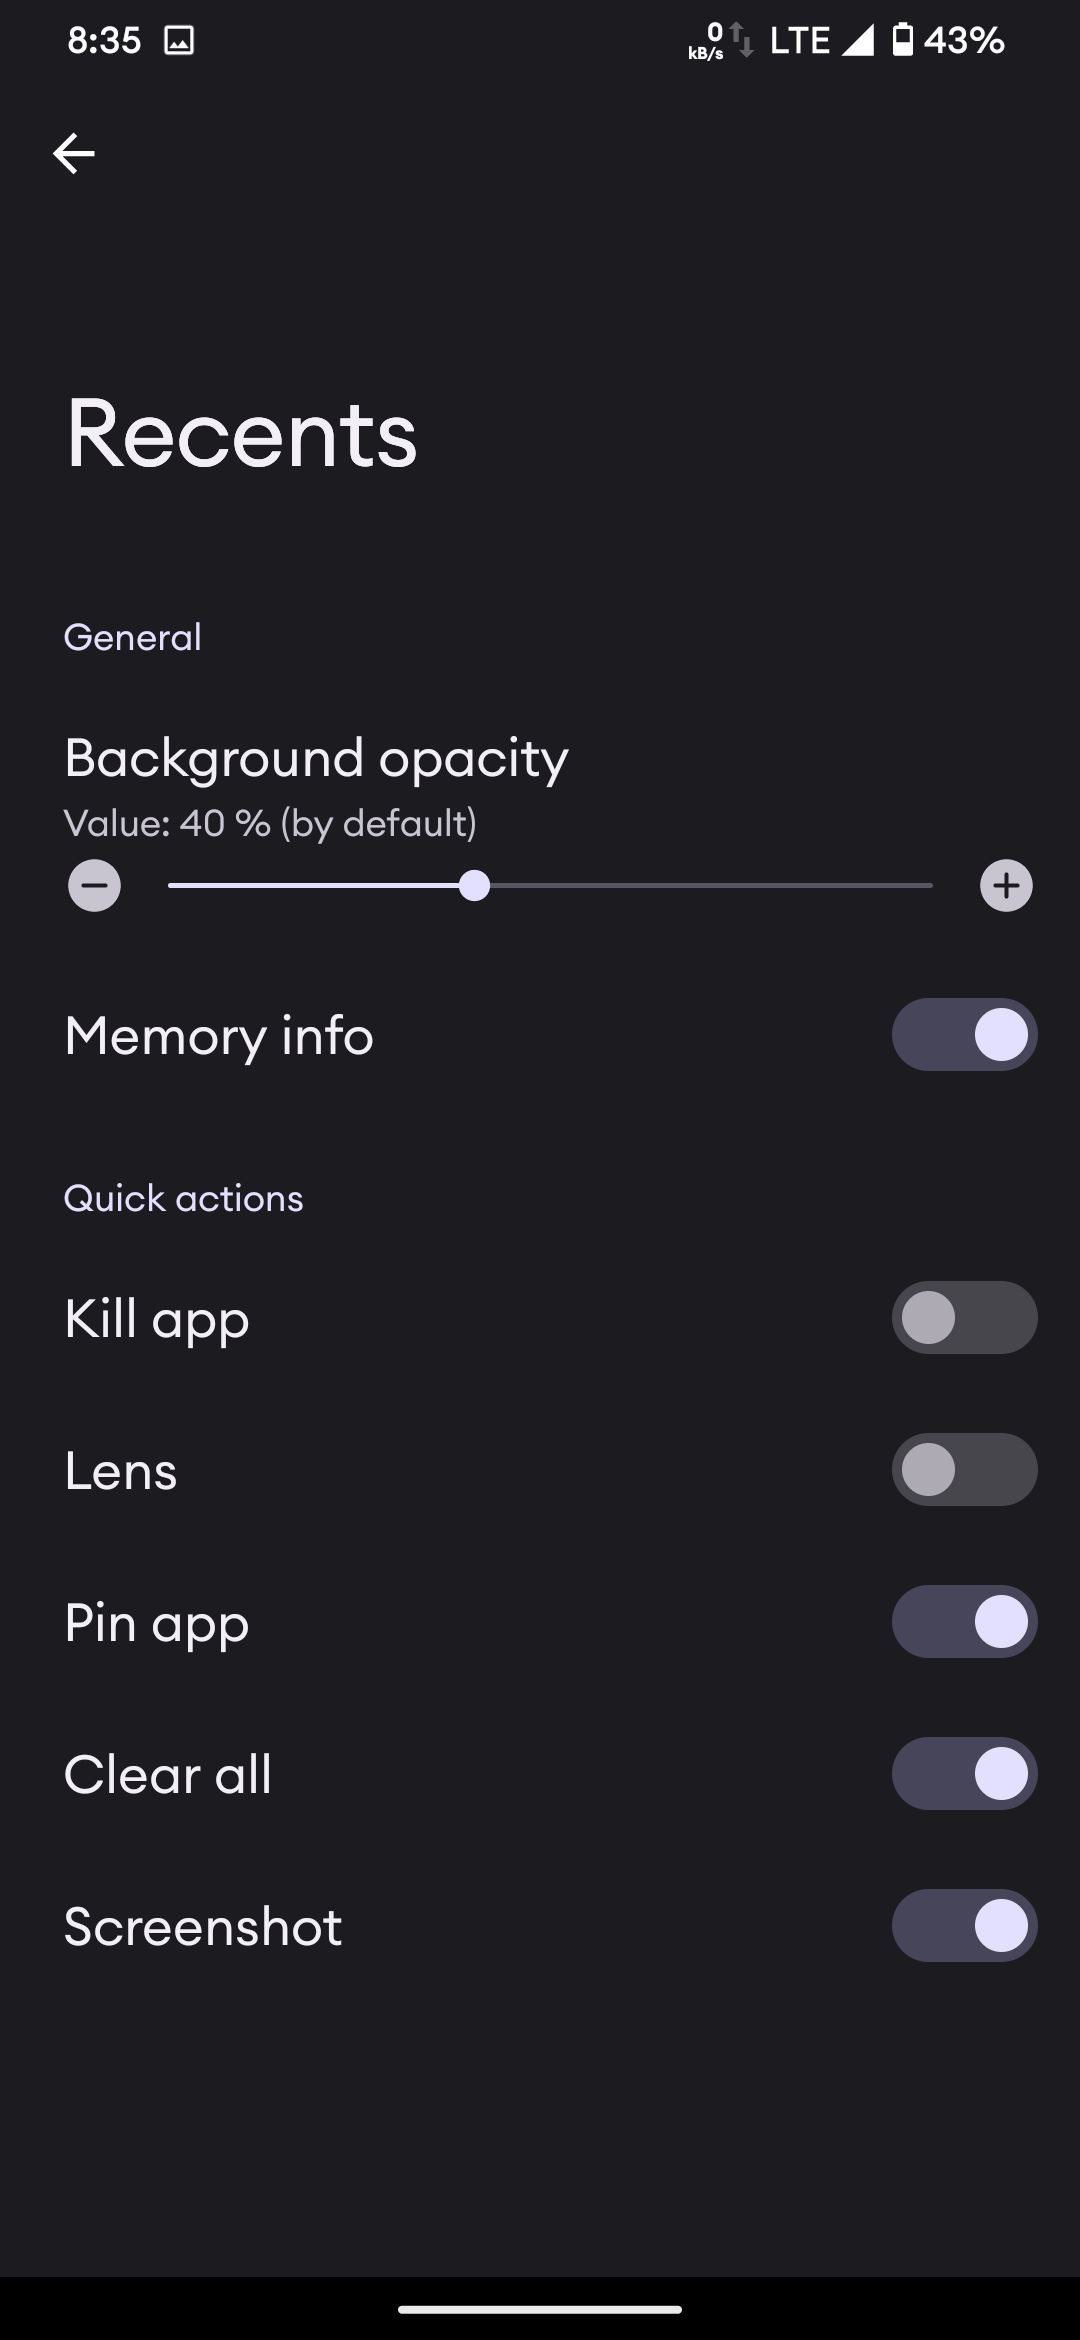 8:35 0 kB/s LTE 43%
Recents
General
Background opacity
Value: 40 % (by default)
Memory info
Quick actions
Kill app
Lens
Pin app
Clear all
Screenshot